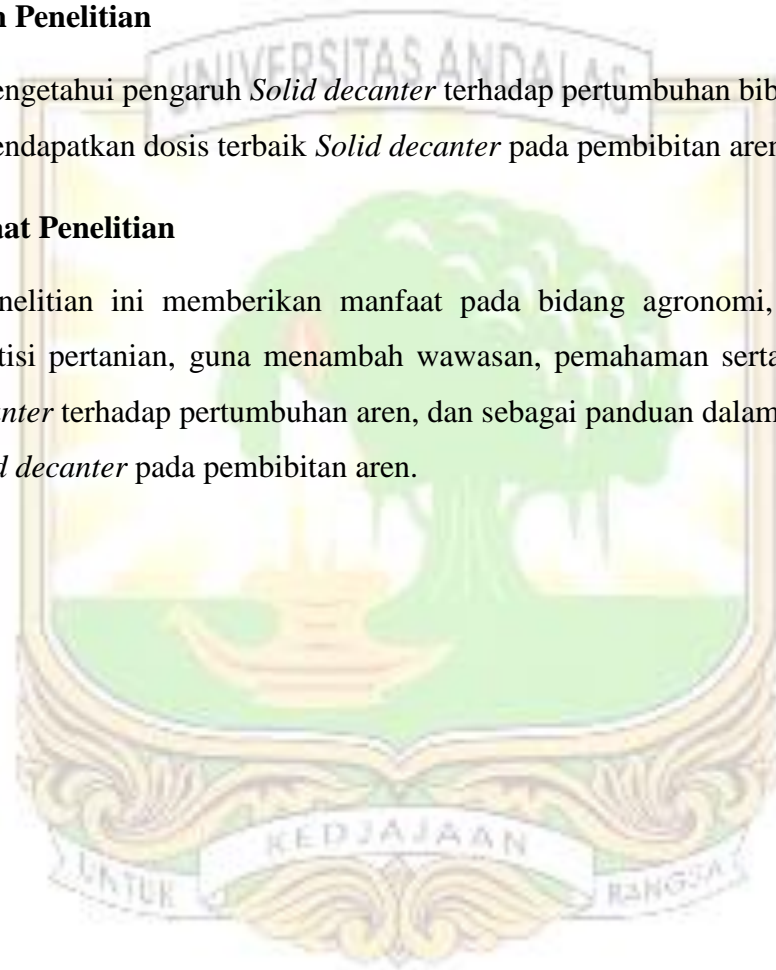 UNIVERSITAS ANDALAS
n Penelitian
engetahui pengaruh Solid decanter terhadap pertumbuhan bib
endapatkan dosis terbaik Solid decanter pada pembibitan aren
aat Penelitian
nelitian ini memberikan manfaat pada bidang agronomi,
tisi pertanian, guna menambah wawasan, pemahaman serta
anter terhadap pertumbuhan aren, dan sebagai panduan dalam
d decanter pada pembibitan aren.
UNTUK KEDJAJAAN BANGSA